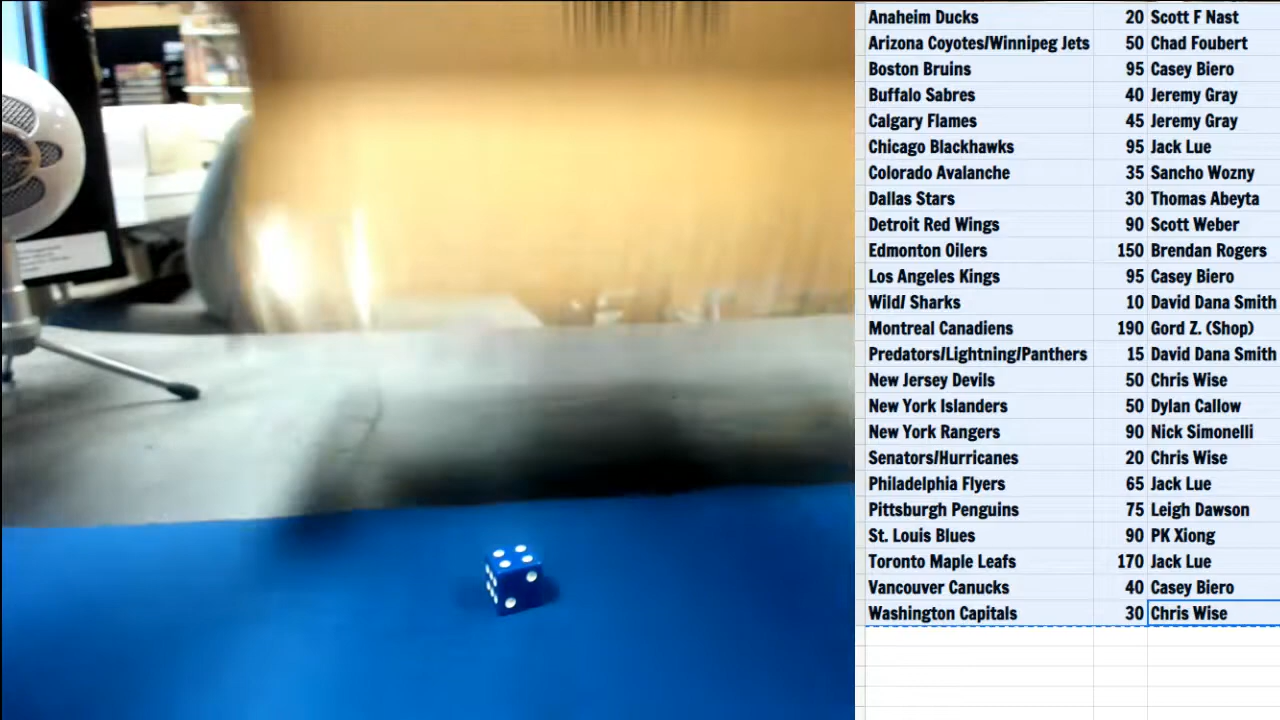 Anaheim Ducks 20 Scott F Nast
Arizona Coyotes/Winnipeg Jets 50 Chad Foubert
Boston Bruins 95 Casey Biero
Buffalo Sabres 40 Jeremy Gray
Calgary Flames 45 Jeremy Gray
Chicago Blackhawks 95 Jack Lue
Colorado Avalanche 35 Sancho Wozny
Dallas Stars 30 Thomas Abeyta
Detroit Red Wings 90 Scott Weber
Edmonton Oilers 150 Brendan Rogers
Los Angeles Kings 95 Casey Biero
Wild/ Sharks 10 David Dana Smith
Montreal Canadiens 190 Gord Z. (Shop)
Predators/Lightning/Panthers 15 David Dana Smith
New Jersey Devils 50 Chris Wise
New York Islanders 50 Dylan Callow
New York Rangers 90 Nick Simonelli
Senators/Hurricanes 20 Chris Wise
Philadelphia Flyers 65 Jack Lue
Pittsburgh Penguins 75 Leigh Dawson
St. Louis Blues 90 PK Xiong
Toronto Maple Leafs 170 Jack Lue
Vancouver Canucks 40 Casey Biero
Washington Capitals 30 Chris Wise